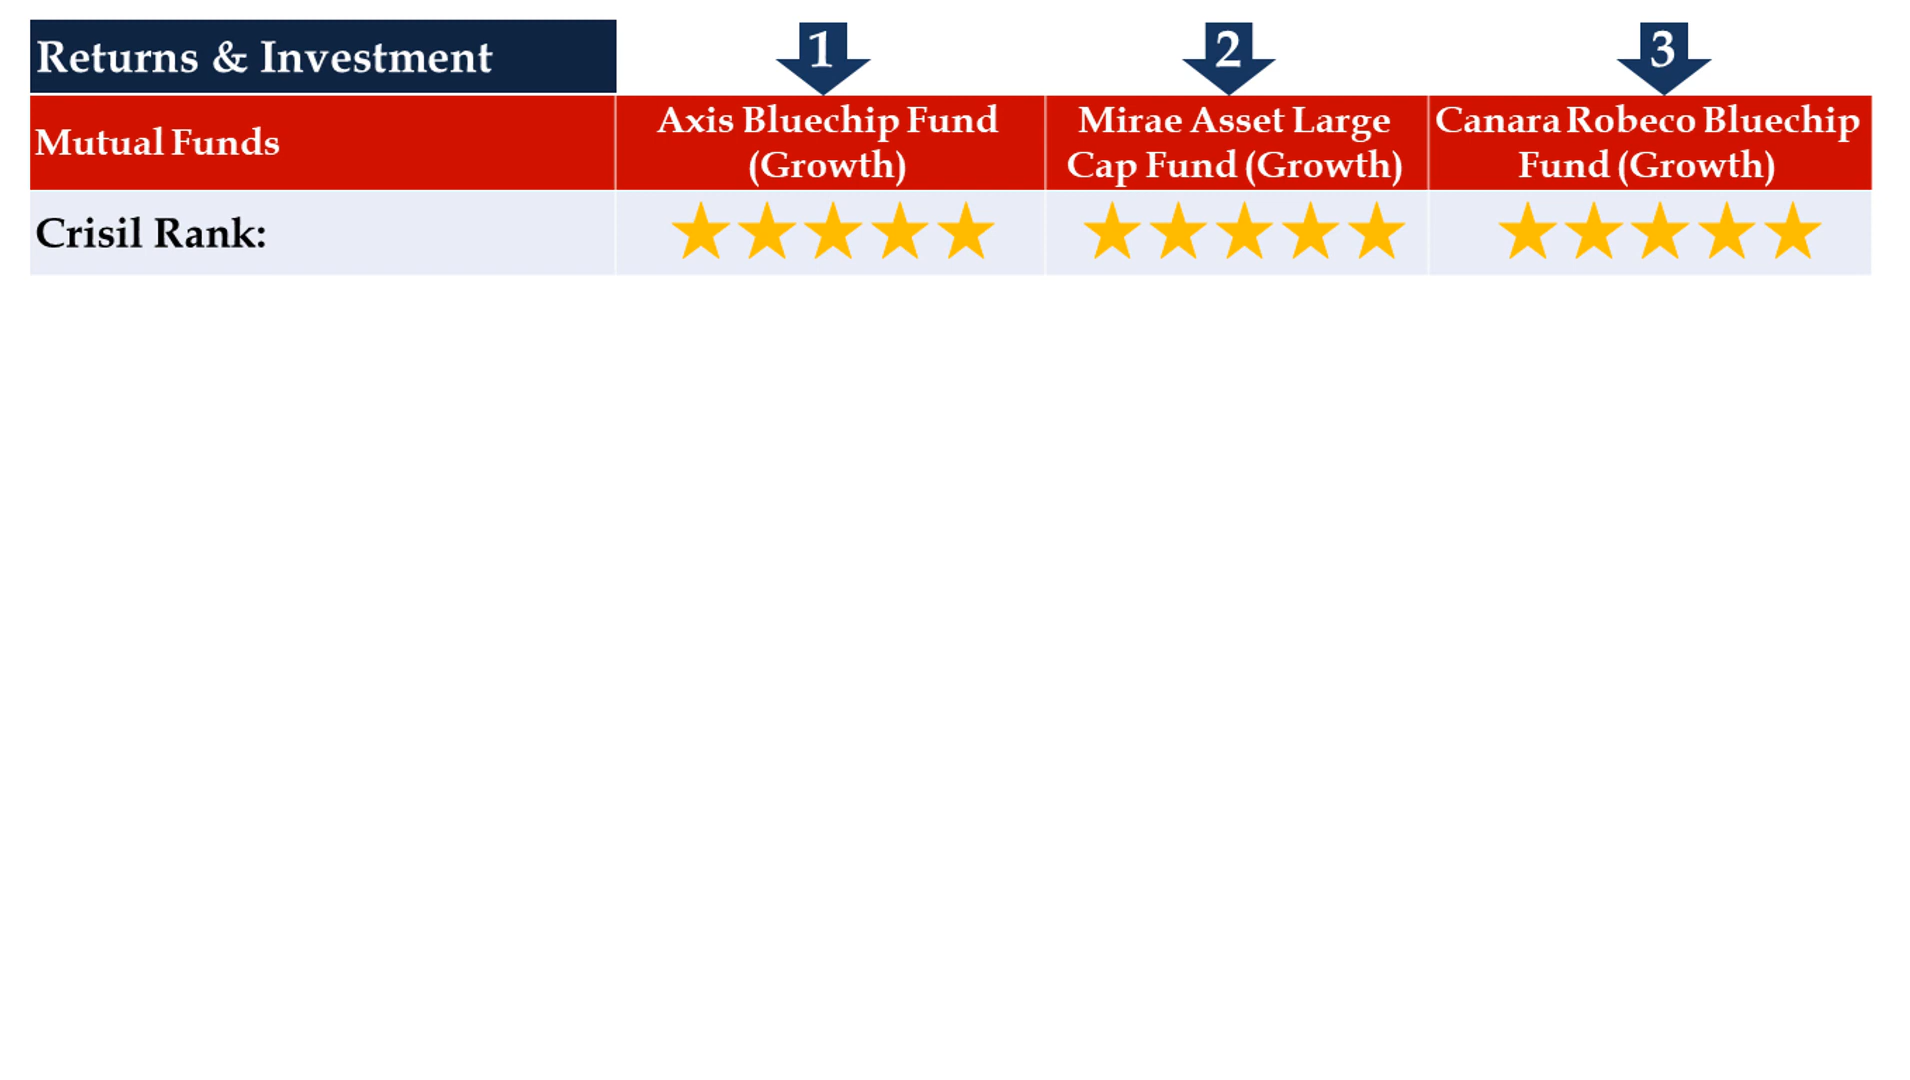 Returns & Investment
1
2
3
Mutual Funds
Axis Bluechip Fund
(Growth)
Mirae Asset Large
Cap Fund (Growth)
Canara Robeco Bluechip
Fund (Growth)
Crisil Rank: